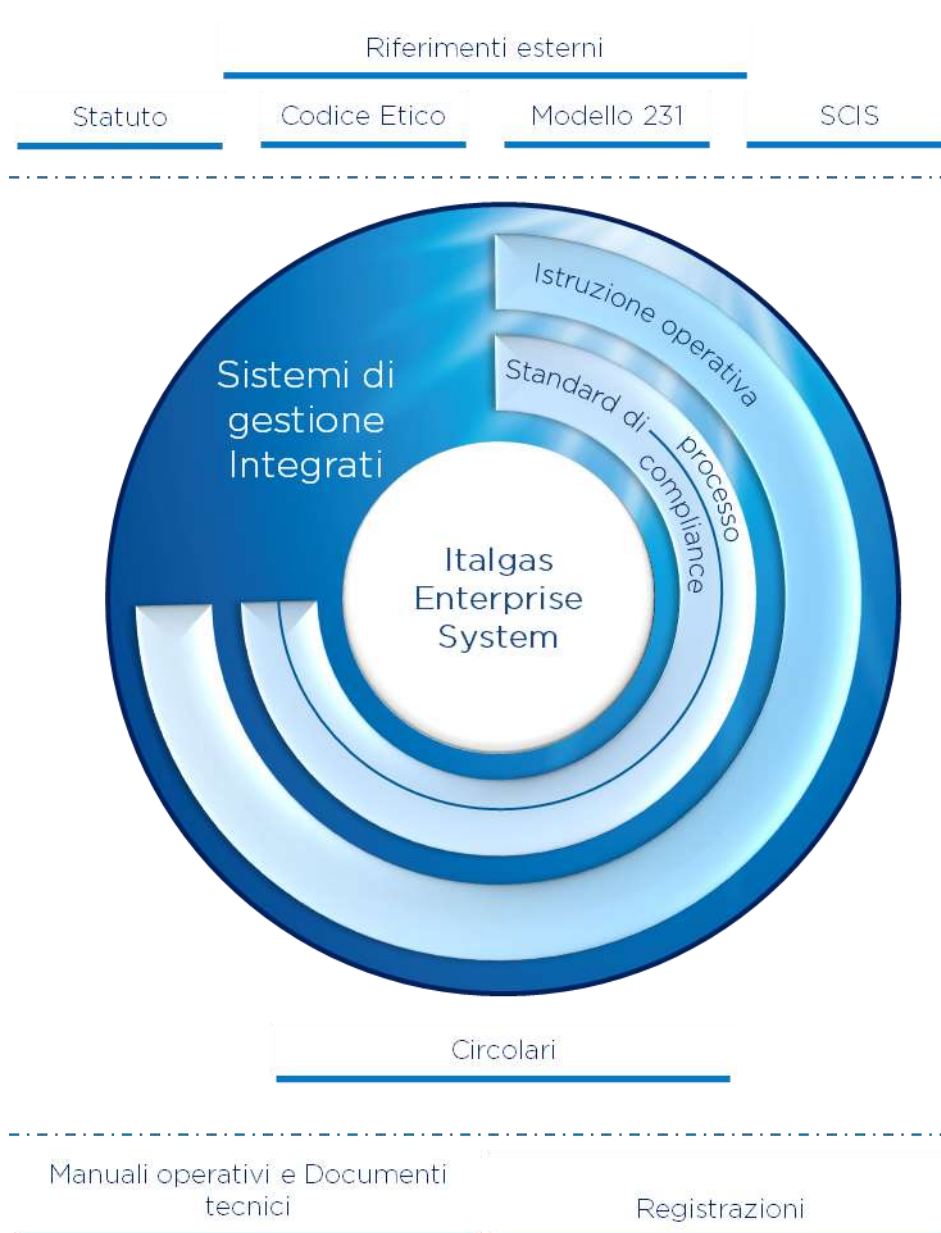 Riferimenti esterni
Statuto
Codice Etico
Modello 231
SCIS
Istruzione operativa
Sistemi di
gestione
Integrati
Standard di
processo
compliance
Italgas
Enterprise
System
Circolari
Manuali operativi e Documenti
tecnici
Registrazioni